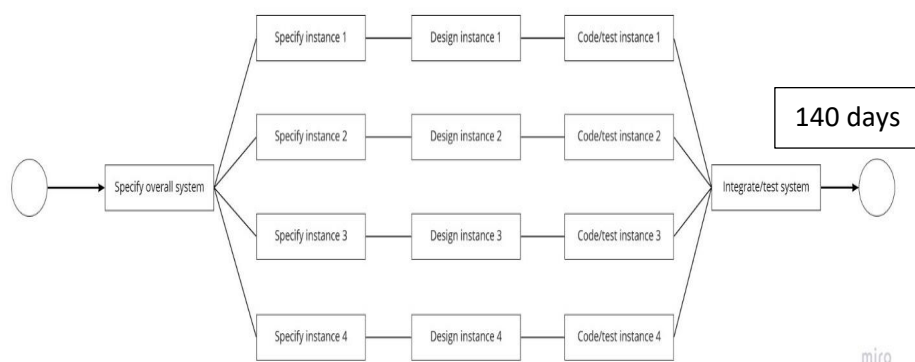 Specify instance 1
Design instance 1
Code/test instance 1
140 days
Specify instance 2
Design instance 2
Code/test instance 2
Specify overall system
Integrate/test system
Specify instance 3
Design instance 3
Code/test instance 3
Specify instance 4
Design instance 4
Code/test instance 4
miro